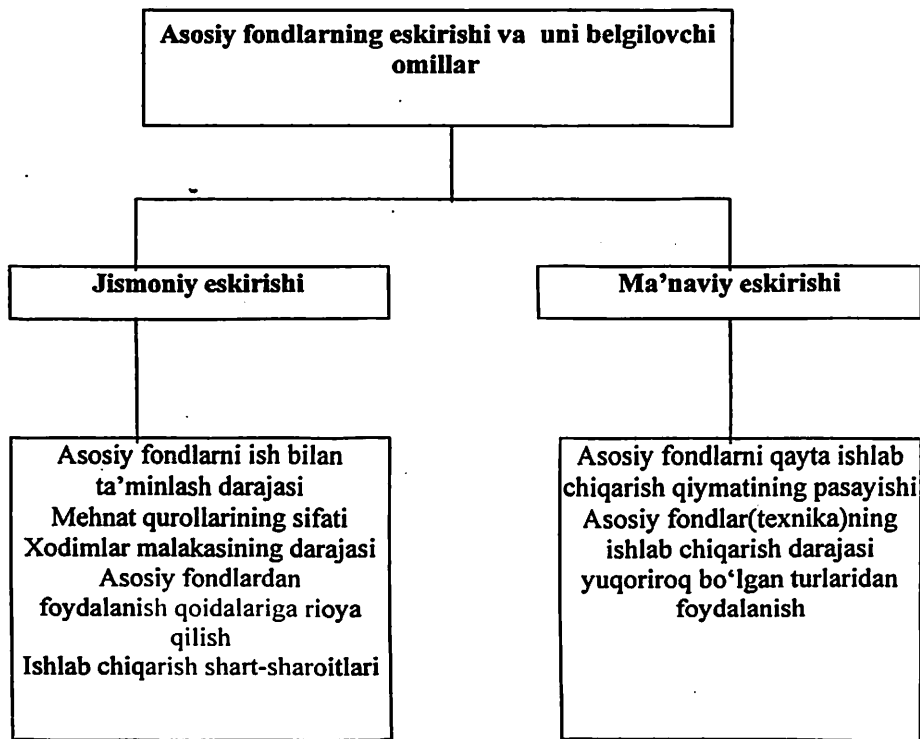 Asosiy fondlarning eskirishi va uni belgilovchi
omillar
Jismoniy eskirishi
Ma'naviy eskirishi
Asosiy fondlarni ish bilan
ta'minlash darajasi
Mehnat qurollarining sifati
Xodimlar malakasining darajasi
Asosiy fondlardan
foydalanish qoidalariga rioya
qilish
Ishlab chiqarish shart-sharoitlari
Asosiy fondlarni qayta ishlab
chiqarish qiymatining pasayishi
Asosiy fondlar(texnika)ning
ishlab chiqarish darajasi
yuqoriroq bo‘lgan turlaridan
foydalanish